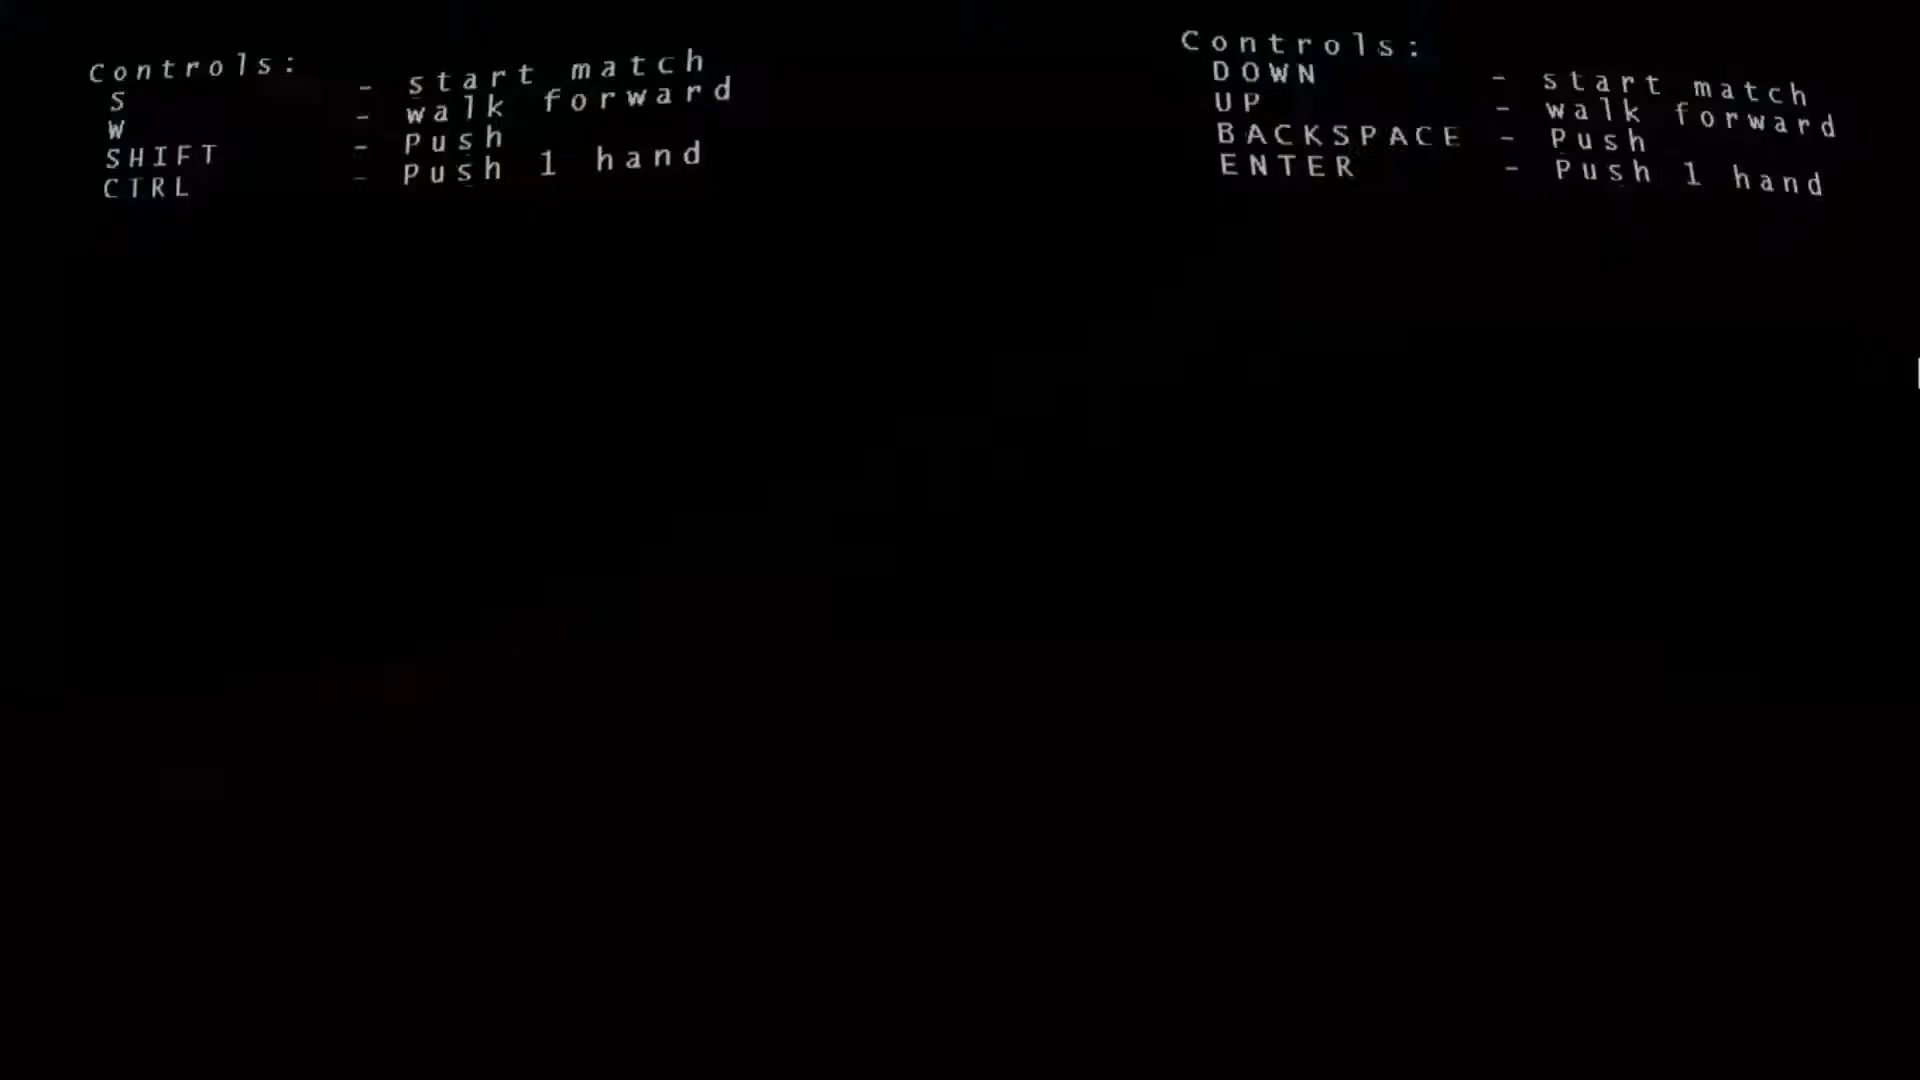 Controls:
S - start match
W - walk forward
SHIFT - Push
CTRL - Push 1 hand
Controls:
DOWN - start match
UP - walk forward
BACKSPACE - Push
ENTER - Push 1 hand